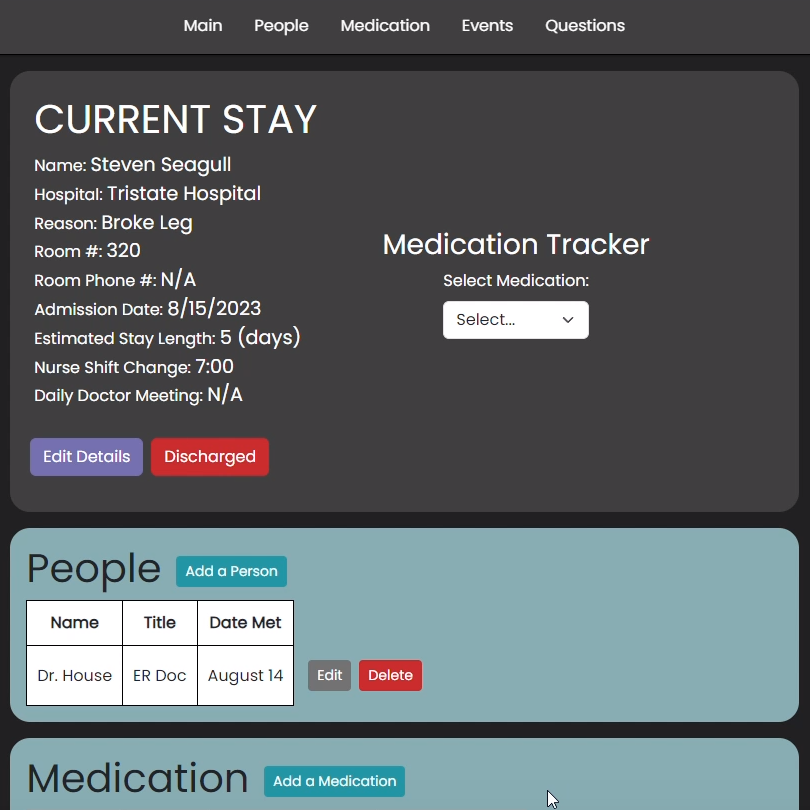 Main People Medication Events Questions
CURRENT STAY
Name: Steven Seagull
Hospital: Tristate Hospital
Reason: Broke Leg
Room #: 320
Room Phone #: N/A
Admission Date: 8/15/2023
Estimated Stay Length: 5 (days)
Nurse Shift Change: 7:00
Daily Doctor Meeting: N/A
Edit Details Discharged
Medication Tracker
Select Medication:
Select...
People Add a Person
Name Title Date Met
Dr. House ER Doc August 14 Edit Delete
Medication Add a Medication